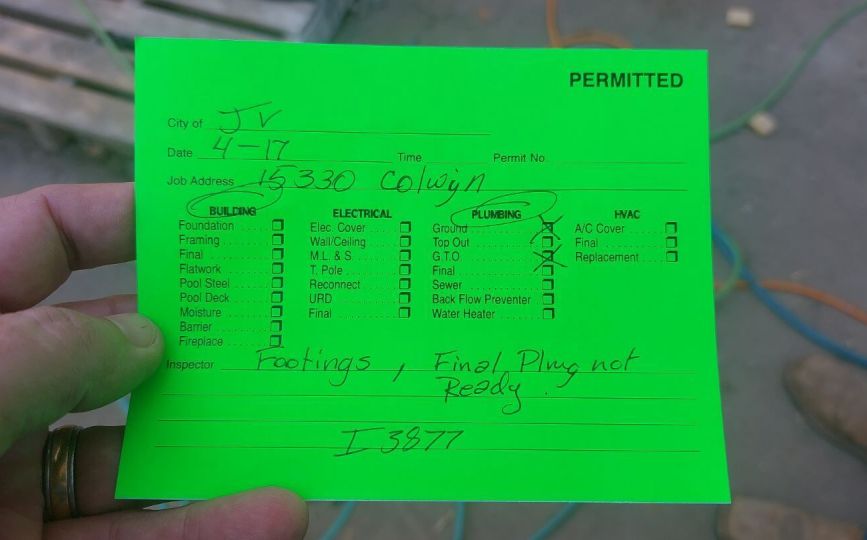 PERMITTED
City of JV
Date 4-17 Time Permit No.
Job Address 15330 Colwyn
BUILDING ELECTRICAL PLUMBING HVAC
Foundation Elec. Cover Ground A/C Cover
Framing Wall/Ceiling Top Out Final
Final M.L. & S. G.T.O. Replacement
Flatwork T. Pole Final
Pool Steel Reconnect Sewer
Pool Deck URD Back Flow Preventer
Moisture Final Water Heater
Barrier
Fireplace
Inspector Footings, Final Plmg not
Ready.
I3877